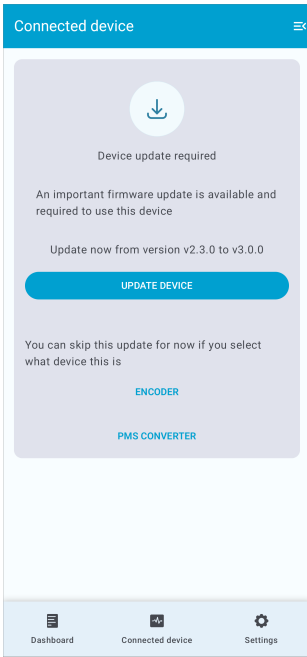 Connected device
Device update required
An important firmware update is available and
required to use this device
Update now from version v2.3.0 to v3.0.0
UPDATE DEVICE
You can skip this update for now if you select
what device this is
ENCODER
PMS CONVERTER
Dashboard
Connected device
Settings